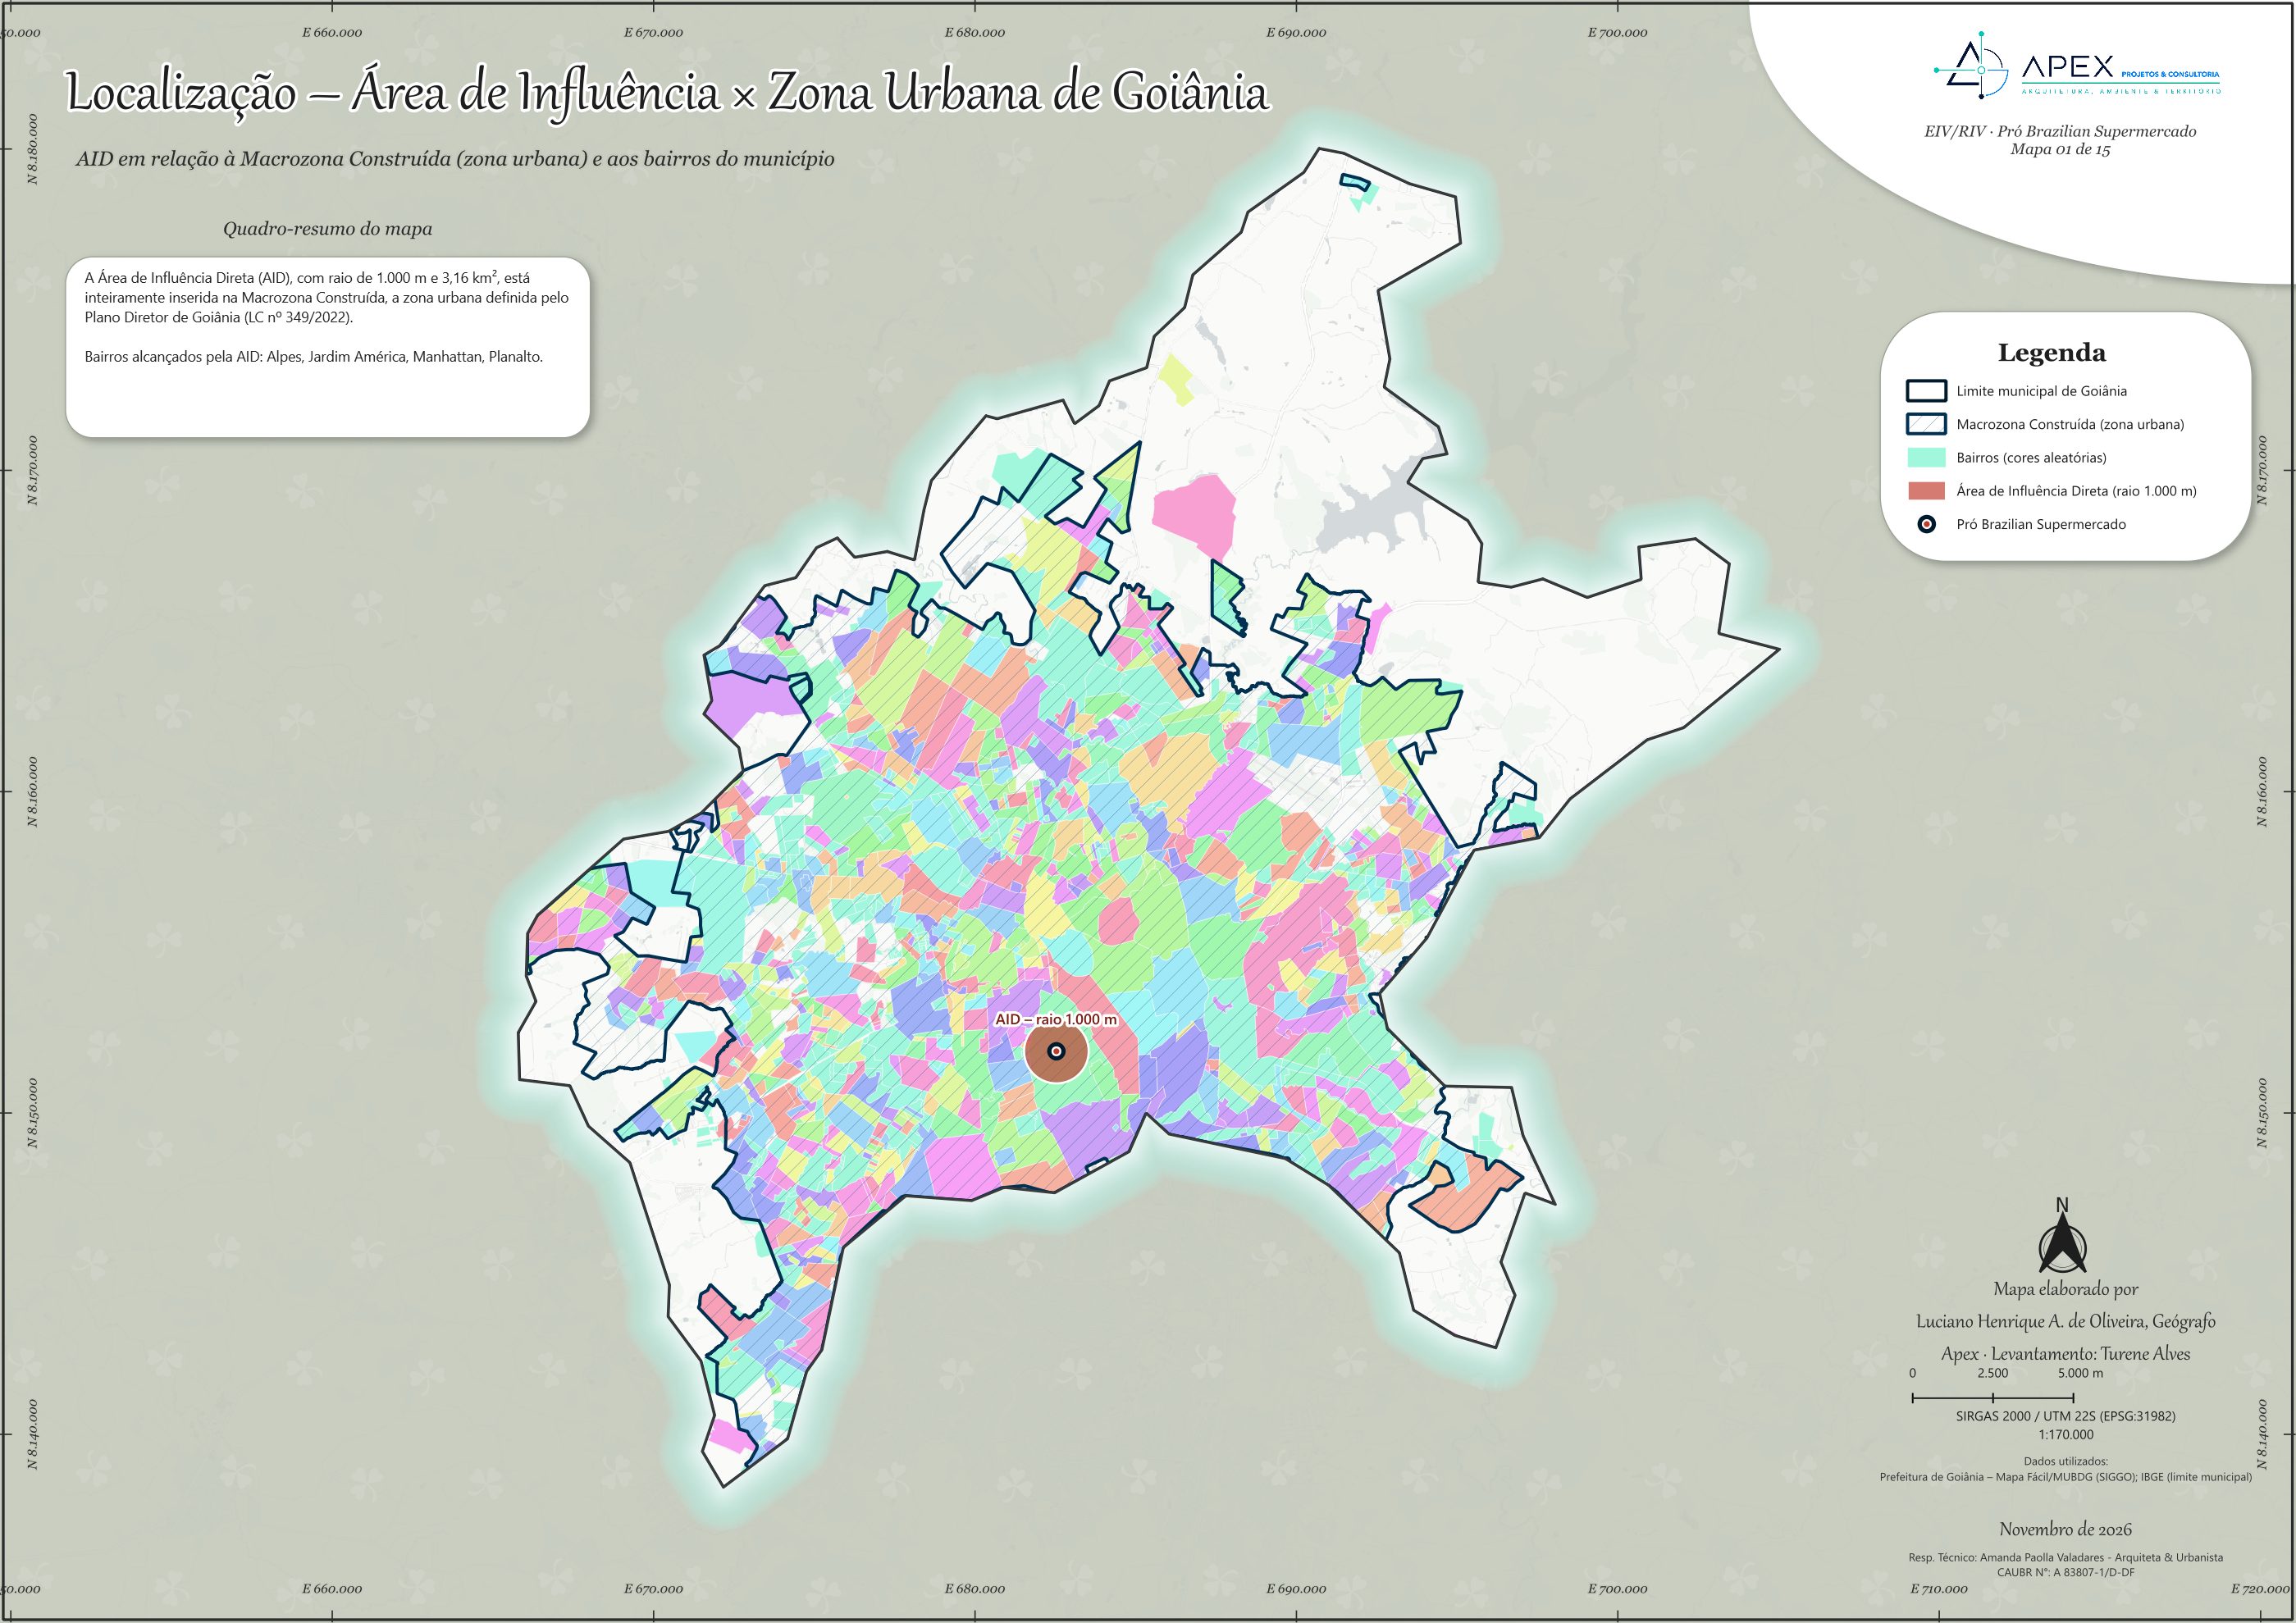 50.000
E 660.000
E 670.000
E 680.000
E 690.000
E 700.000
Localização – Área de Influência × Zona Urbana de Goiânia
AID em relação à Macrozona Construída (zona urbana) e aos bairros do município
APEX PROJETOS & CONSULTORIA
ARQUITETURA, AMBIENTE & TERRITÓRIO
EIV/RIV · Pró Brazilian Supermercado
Mapa 01 de 15
Quadro-resumo do mapa
A Área de Influência Direta (AID), com raio de 1.000 m e 3,16 km², está
inteiramente inserida na Macrozona Construída, a zona urbana definida pelo
Plano Diretor de Goiânia (LC nº 349/2022).
Bairros alcançados pela AID: Alpes, Jardim América, Manhattan, Planalto.
Legenda
Limite municipal de Goiânia
Macrozona Construída (zona urbana)
Bairros (cores aleatórias)
Área de Influência Direta (raio 1.000 m)
Pró Brazilian Supermercado
N 8.180.000
N 8.170.000
N 8.160.000
N 8.150.000
N 8.140.000
AID – raio 1.000 m
N 8.170.000
N 8.160.000
N 8.150.000
N 8.140.000
N
Mapa elaborado por
Luciano Henrique A. de Oliveira, Geógrafo
Apex · Levantamento: Turene Alves
0 2.500 5.000 m
SIRGAS 2000 / UTM 22S (EPSG:31982)
1:170.000
Dados utilizados:
Prefeitura de Goiânia – Mapa Fácil/MUBDG (SIGGO); IBGE (limite municipal)
Novembro de 2026
Resp. Técnico: Amanda Paolla Valadares - Arquiteta & Urbanista
CAUBR N°: A 83807-1/D-DF
50.000
E 660.000
E 670.000
E 680.000
E 690.000
E 700.000
E 710.000
E 720.000